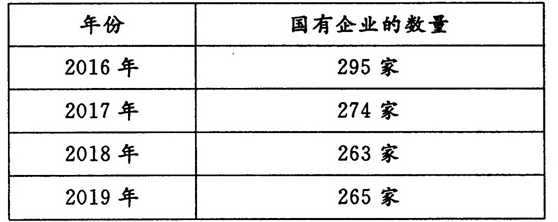 年份 国有企业的数量
2016 年 295 家
2017 年 274 家
2018 年 263 家
2019 年 265 家